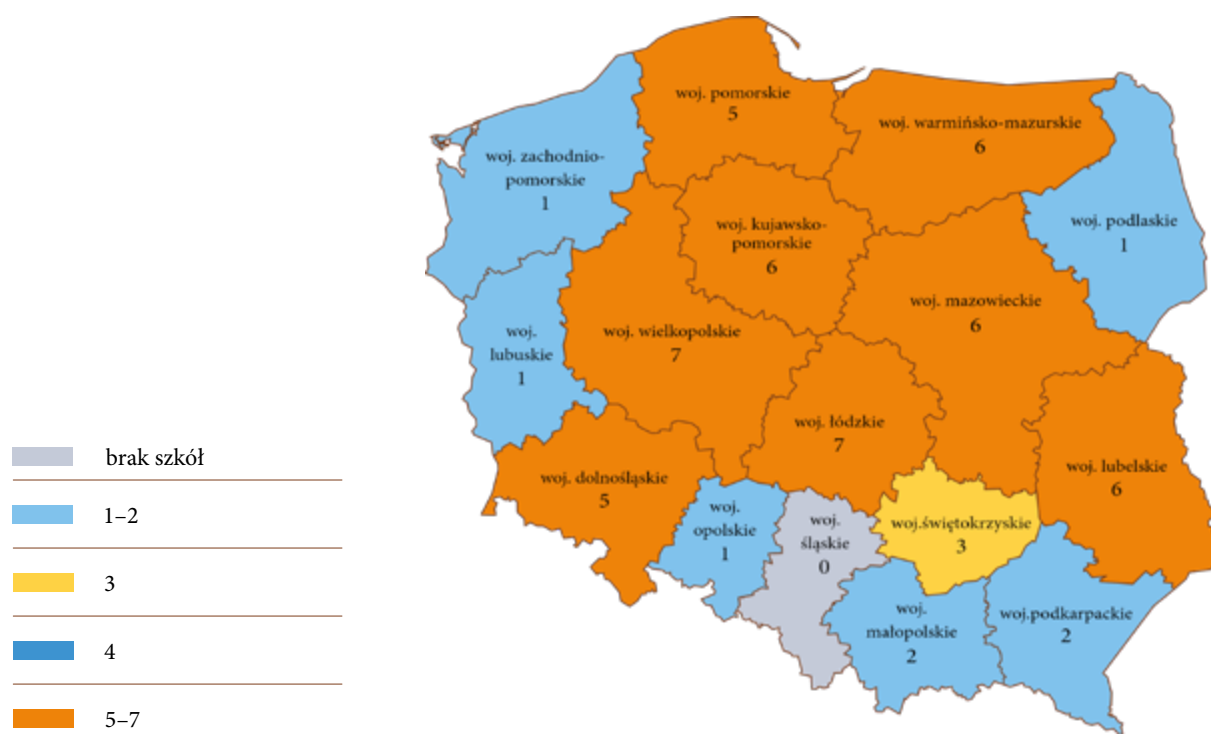 woj. pomorskie
5
woj. warmińsko-mazurskie
6
woj. zachodnio-
pomorskie
1
woj. kujawsko-
pomorskie
6
woj. podlaskie
1
woj. mazowieckie
6
woj. wielkopolskie
7
woj.
lubuskie
1
woj. łódzkie
7
woj. lubelskie
6
woj. dolnośląskie
5
woj.
opolskie
1
woj.
śląskie
0
woj.świętokrzyskie
3
woj.
małopolskie
2
woj.podkarpackie
2
brak szkół
1–2
3
4
5–7